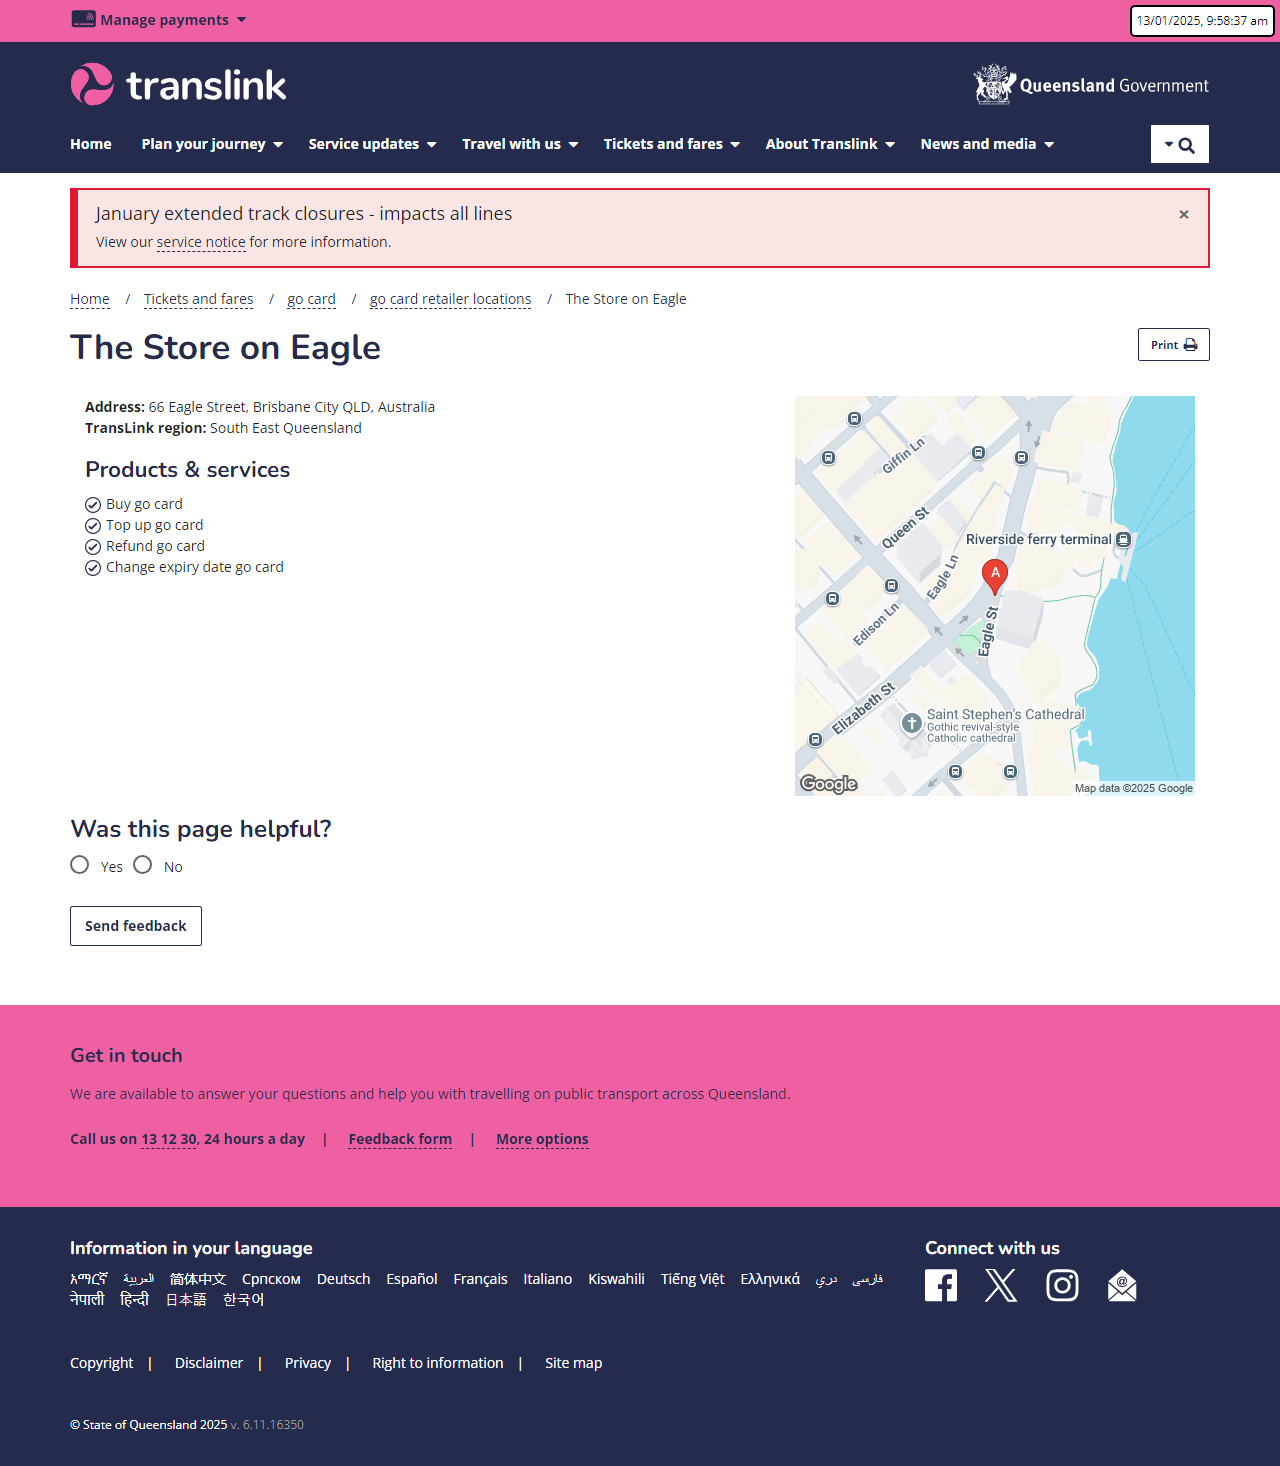 Manage payments
13/01/2025, 9:58:37 am
translink
Queensland Government
Home Plan your journey Service updates Travel with us Tickets and fares About Translink News and media
January extended track closures - impacts all lines
×
View our service notice for more information.
Home / Tickets and fares / go card / go card retailer locations / The Store on Eagle
The Store on Eagle
Print
Address: 66 Eagle Street, Brisbane City QLD, Australia
TransLink region: South East Queensland
Products & services
Buy go card
Top up go card
Refund go card
Change expiry date go card
Giffin Ln
Queen St
Riverside ferry terminal
Eagle Ln
A
Edison Ln
Eagle St
Elizabeth St
Saint Stephen's Cathedral
Gothic revival-style
Catholic cathedral
Google
Map data ©2025 Google
Was this page helpful?
Yes No
Send feedback
Get in touch
We are available to answer your questions and help you with travelling on public transport across Queensland.
Call us on 13 12 30, 24 hours a day | Feedback form | More options
Information in your language
Connect with us
አማርኛ العربية 简体中文 Српском Deutsch Español Français Italiano Kiswahili Tiếng Việt Ελληνικά دري فارسی
नेपाली हिन्दी 日本語 한국어
Copyright | Disclaimer | Privacy | Right to information | Site map
© State of Queensland 2025 v. 6.11.16350